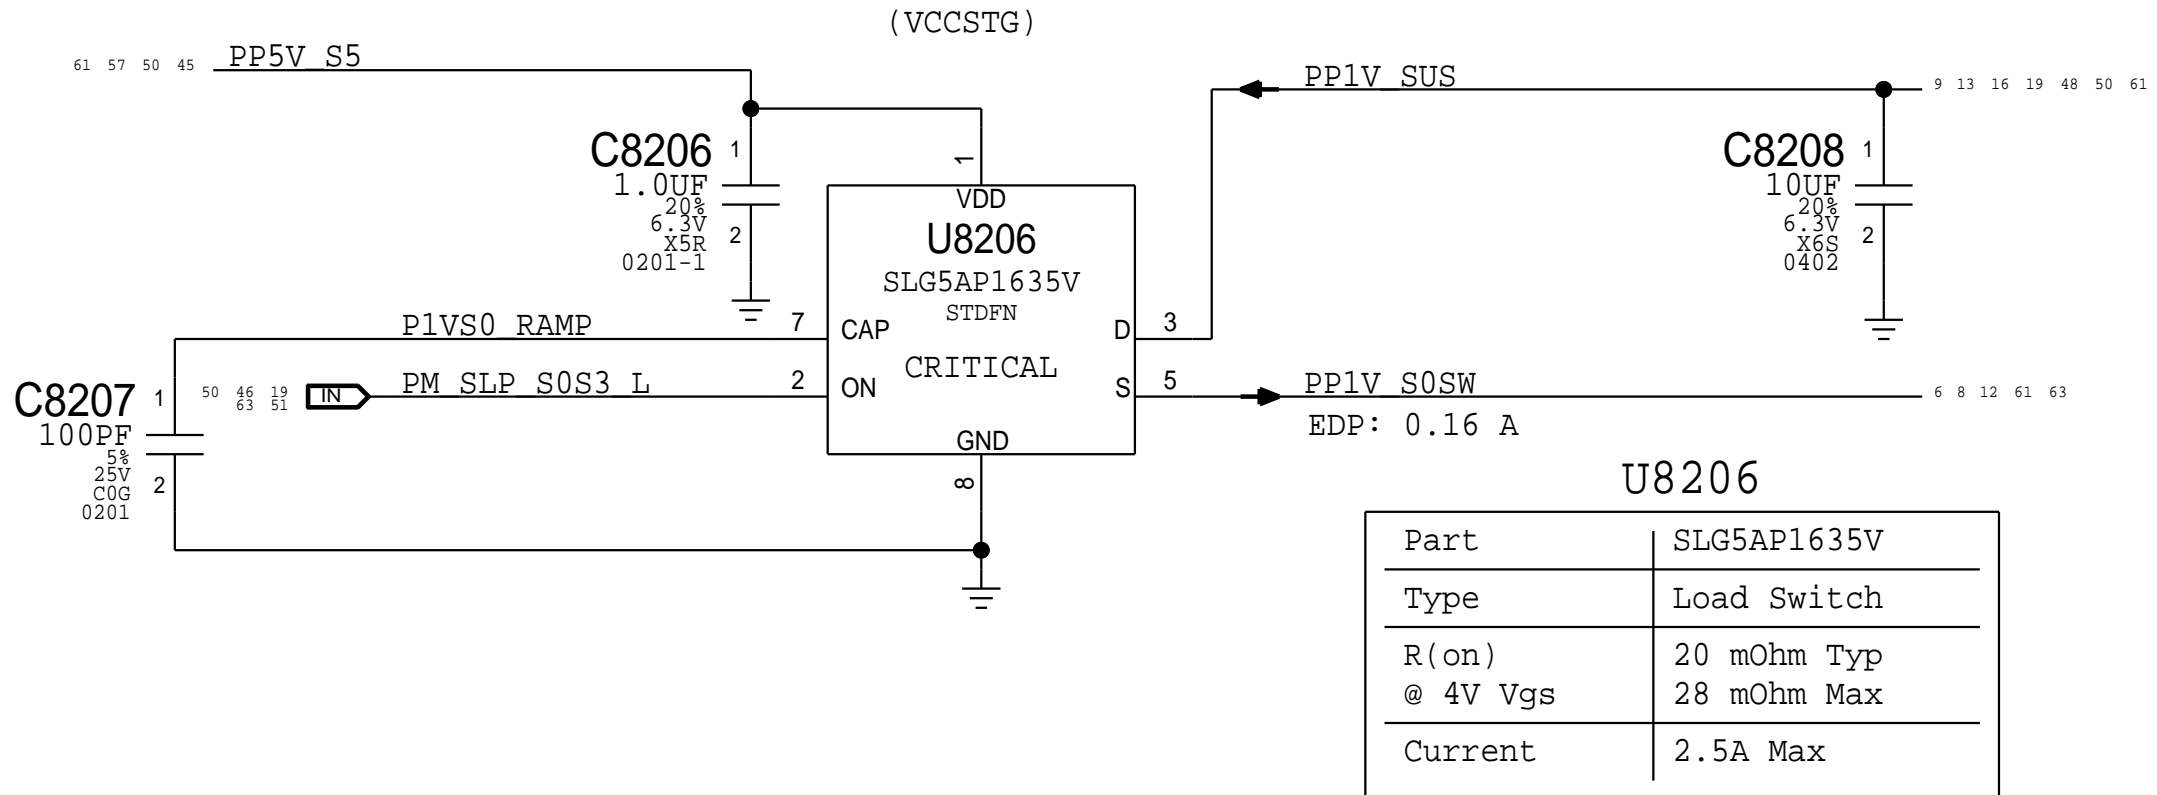 (VCCSTG)
61 57 50 45 PP5V_S5
PP1V_SUS 9 13 16 19 48 50 61
C8206 1
1.0UF
20%
6.3V
X5R
0201-1
2
1
VDD
U8206
SLG5AP1635V
STDFN
CRITICAL
C8208 1
10UF
20%
6.3V
X6S
0402
2
P1VS0_RAMP 7 CAP
D 3
50 46 19
63 51
IN PM_SLP_S0S3_L 2 ON
S 5 PP1V_S0SW 6 8 12 61 63
EDP: 0.16 A
C8207 1
100PF
5%
25V
C0G
0201
2
GND
8
U8206
Part SLG5AP1635V
Type Load Switch
R(on) 20 mOhm Typ
@ 4V Vgs 28 mOhm Max
Current 2.5A Max